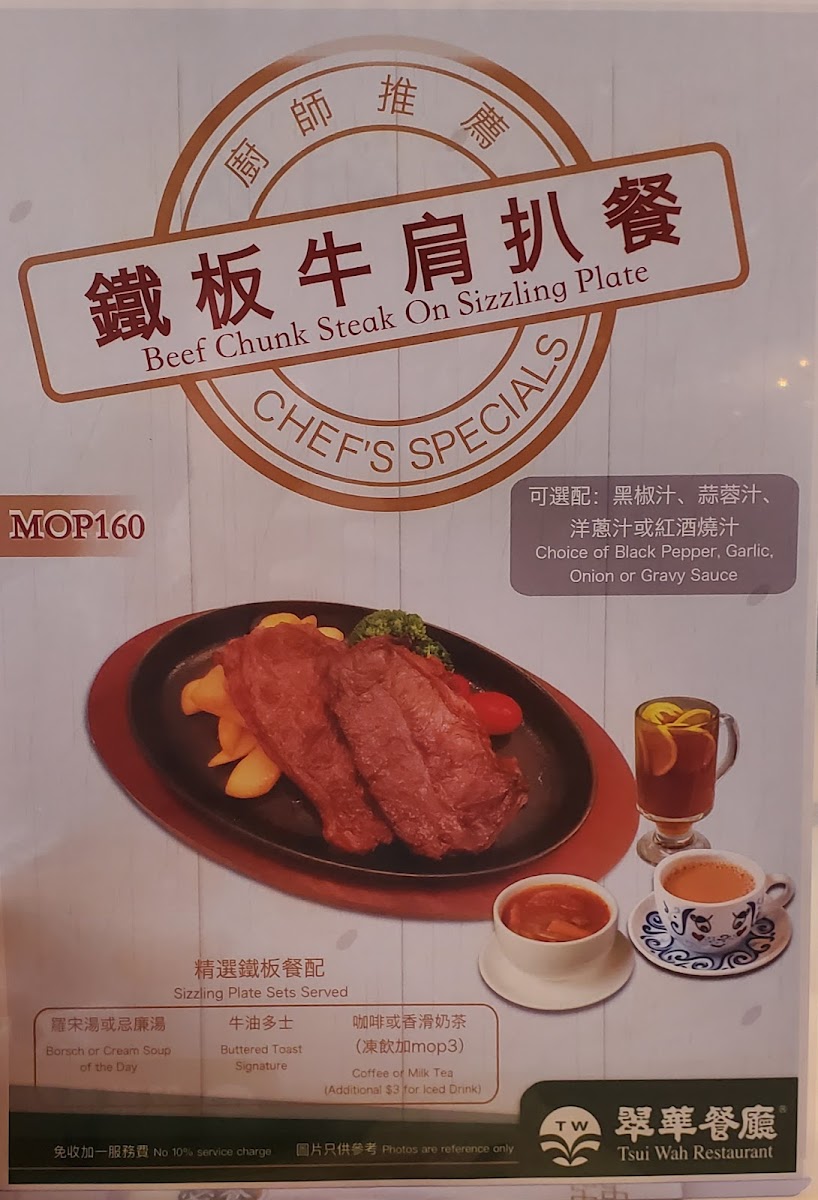 廚師推薦
鐵板牛肩扒餐
Beef Chunk Steak On Sizzling Plate
CHEF'S SPECIALS
MOP160
可選配：黑椒汁、蒜蓉汁、
洋蔥汁或紅酒燒汁
Choice of Black Pepper, Garlic,
Onion or Gravy Sauce
精選鐵板餐配
Sizzling Plate Sets Served
羅宋湯或忌廉湯
Borsch or Cream Soup
of the Day
牛油多士
Buttered Toast
Signature
咖啡或香滑奶茶
（凍飲加mop3）
Coffee or Milk Tea
(Additional $3 for Iced Drink)
免收加一服務費 No 10% service charge
圖片只供參考 Photos are reference only
TW
翠華餐廳®
Tsui Wah Restaurant